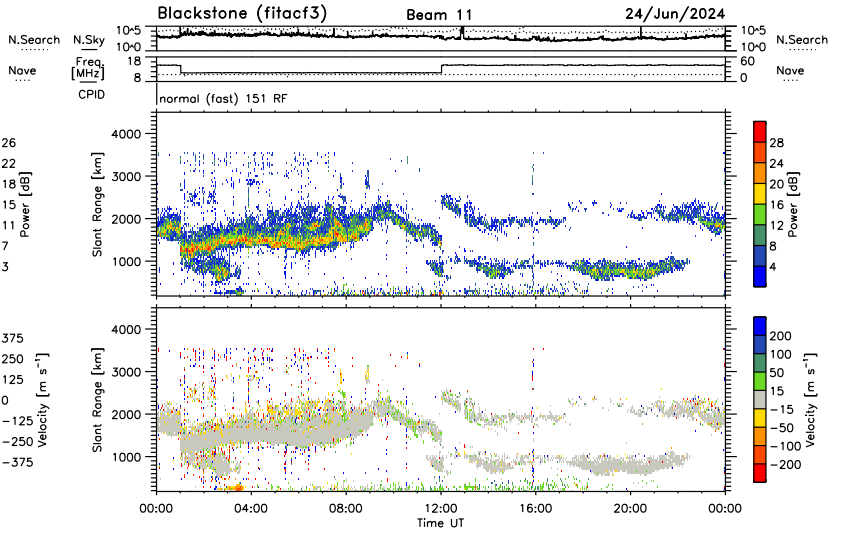 Blackstone (fitacf3) Beam 11 24/Jun/2024
N.Search N.Sky 10^5 10^0 10^5 10^0 N.Search
Nave Freq. [MHz] 18 8 60 0 Nave
CPID normal (fast) 151 RF
26 22 18 15 11 7 3
Power [dB]
Slant Range [km]
4000 3000 2000 1000
28 24 20 16 12 8 4
Power [dB]
375 250 125 0 −125 −250 −375
Velocity [m s⁻¹]
Slant Range [km]
4000 3000 2000 1000
200 100 50 15 −15 −50 −100 −200
Velocity [m s⁻¹]
00:00 04:00 08:00 12:00 16:00 20:00 00:00
Time UT